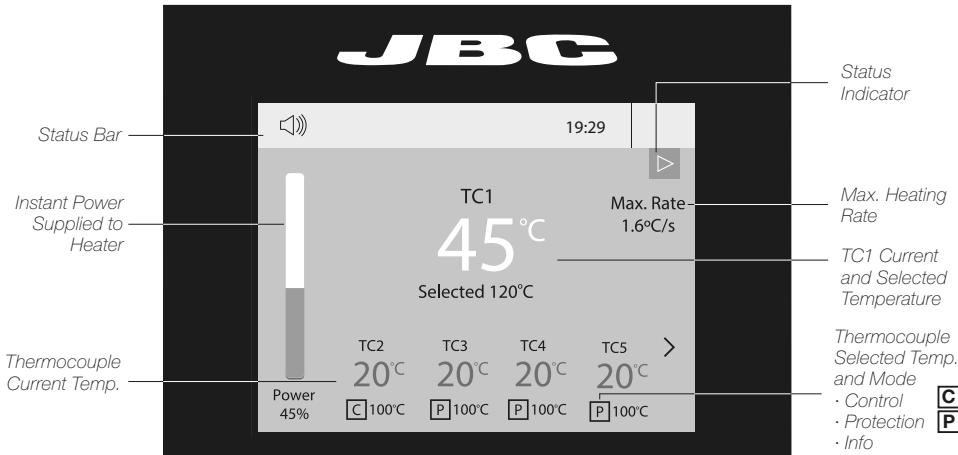 JBC
Status Bar
Instant Power
Supplied to
Heater
Thermocouple
Current Temp.
19:29
TC1
45°C
Selected 120°C
Max. Rate
1.6ºC/s
TC2 TC3 TC4 TC5
20°C 20°C 20°C 20°C
C 100°C P 100°C P 100°C P 100°C
Power
45%
Status
Indicator
Max. Heating
Rate
TC1 Current
and Selected
Temperature
Thermocouple
Selected Temp.
and Mode
· Control C
· Protection P
· Info